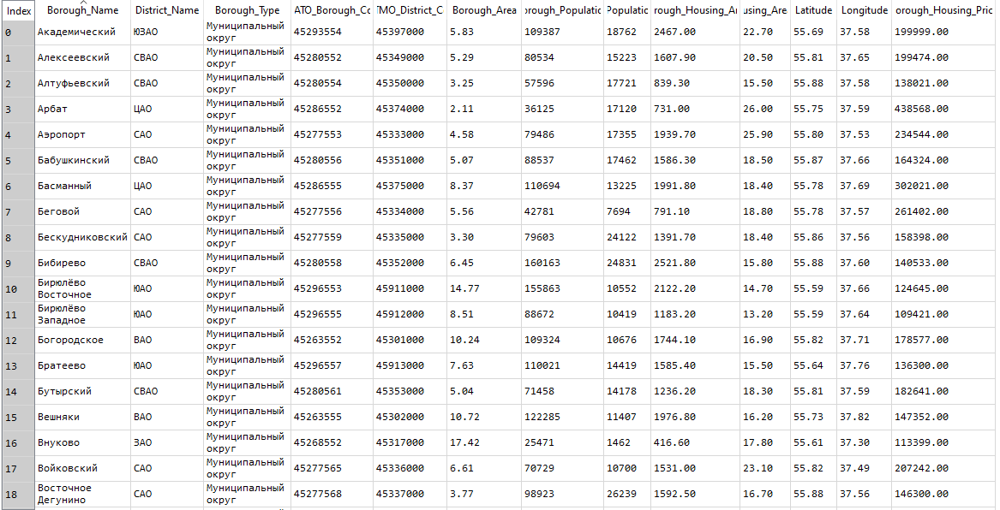 Index Borough_Name District_Name Borough_Type ATO_Borough_Cc TMO_District_C Borough_Area orough_Populatic Populatic rough_Housing_Ar using_Are Latitude Longitude orough_Housing_Pric
0 Академический ЮЗАО Муниципальный округ 45293554 45397000 5.83 109387 18762 2467.00 22.70 55.69 37.58 199999.00
1 Алексеевский СВАО Муниципальный округ 45280552 45349000 5.29 80534 15223 1607.90 20.50 55.81 37.65 199474.00
2 Алтуфьевский СВАО Муниципальный округ 45280554 45350000 3.25 57596 17721 839.30 15.50 55.88 37.58 138021.00
3 Арбат ЦАО Муниципальный округ 45286552 45374000 2.11 36125 17120 731.00 26.00 55.75 37.59 438568.00
4 Аэропорт САО Муниципальный округ 45277553 45333000 4.58 79486 17355 1939.70 25.90 55.80 37.53 234544.00
5 Бабушкинский СВАО Муниципальный округ 45280556 45351000 5.07 88537 17462 1586.30 18.50 55.87 37.66 164324.00
6 Басманный ЦАО Муниципальный округ 45286555 45375000 8.37 110694 13225 1991.80 18.40 55.78 37.69 302021.00
7 Беговой САО Муниципальный округ 45277556 45334000 5.56 42781 7694 791.10 18.80 55.78 37.57 261402.00
8 Бескудниковский САО Муниципальный округ 45277559 45335000 3.30 79603 24122 1391.70 18.40 55.86 37.56 158398.00
9 Бибирево СВАО Муниципальный округ 45280558 45352000 6.45 160163 24831 2521.80 15.80 55.88 37.60 140533.00
10 Бирюлёво Восточное ЮАО Муниципальный округ 45296553 45911000 14.77 155863 10552 2122.20 14.70 55.59 37.66 124645.00
11 Бирюлёво Западное ЮАО Муниципальный округ 45296555 45912000 8.51 88672 10419 1183.20 13.20 55.59 37.64 109421.00
12 Богородское ВАО Муниципальный округ 45263552 45301000 10.24 109324 10676 1744.10 16.90 55.82 37.71 178577.00
13 Братеево ЮАО Муниципальный округ 45296557 45913000 7.63 110021 14419 1585.40 15.50 55.64 37.76 136300.00
14 Бутырский СВАО Муниципальный округ 45280561 45353000 5.04 71458 14178 1236.20 18.30 55.81 37.59 182641.00
15 Вешняки ВАО Муниципальный округ 45263555 45302000 10.72 122285 11407 1976.80 16.20 55.73 37.82 147352.00
16 Внуково ЗАО Муниципальный округ 45268552 45317000 17.42 25471 1462 416.60 17.80 55.61 37.30 113399.00
17 Войковский САО Муниципальный округ 45277565 45336000 6.61 70729 10700 1531.00 23.10 55.82 37.49 207242.00
18 Восточное Дегунино САО Муниципальный округ 45277568 45337000 3.77 98923 26239 1592.50 16.70 55.88 37.56 146300.00